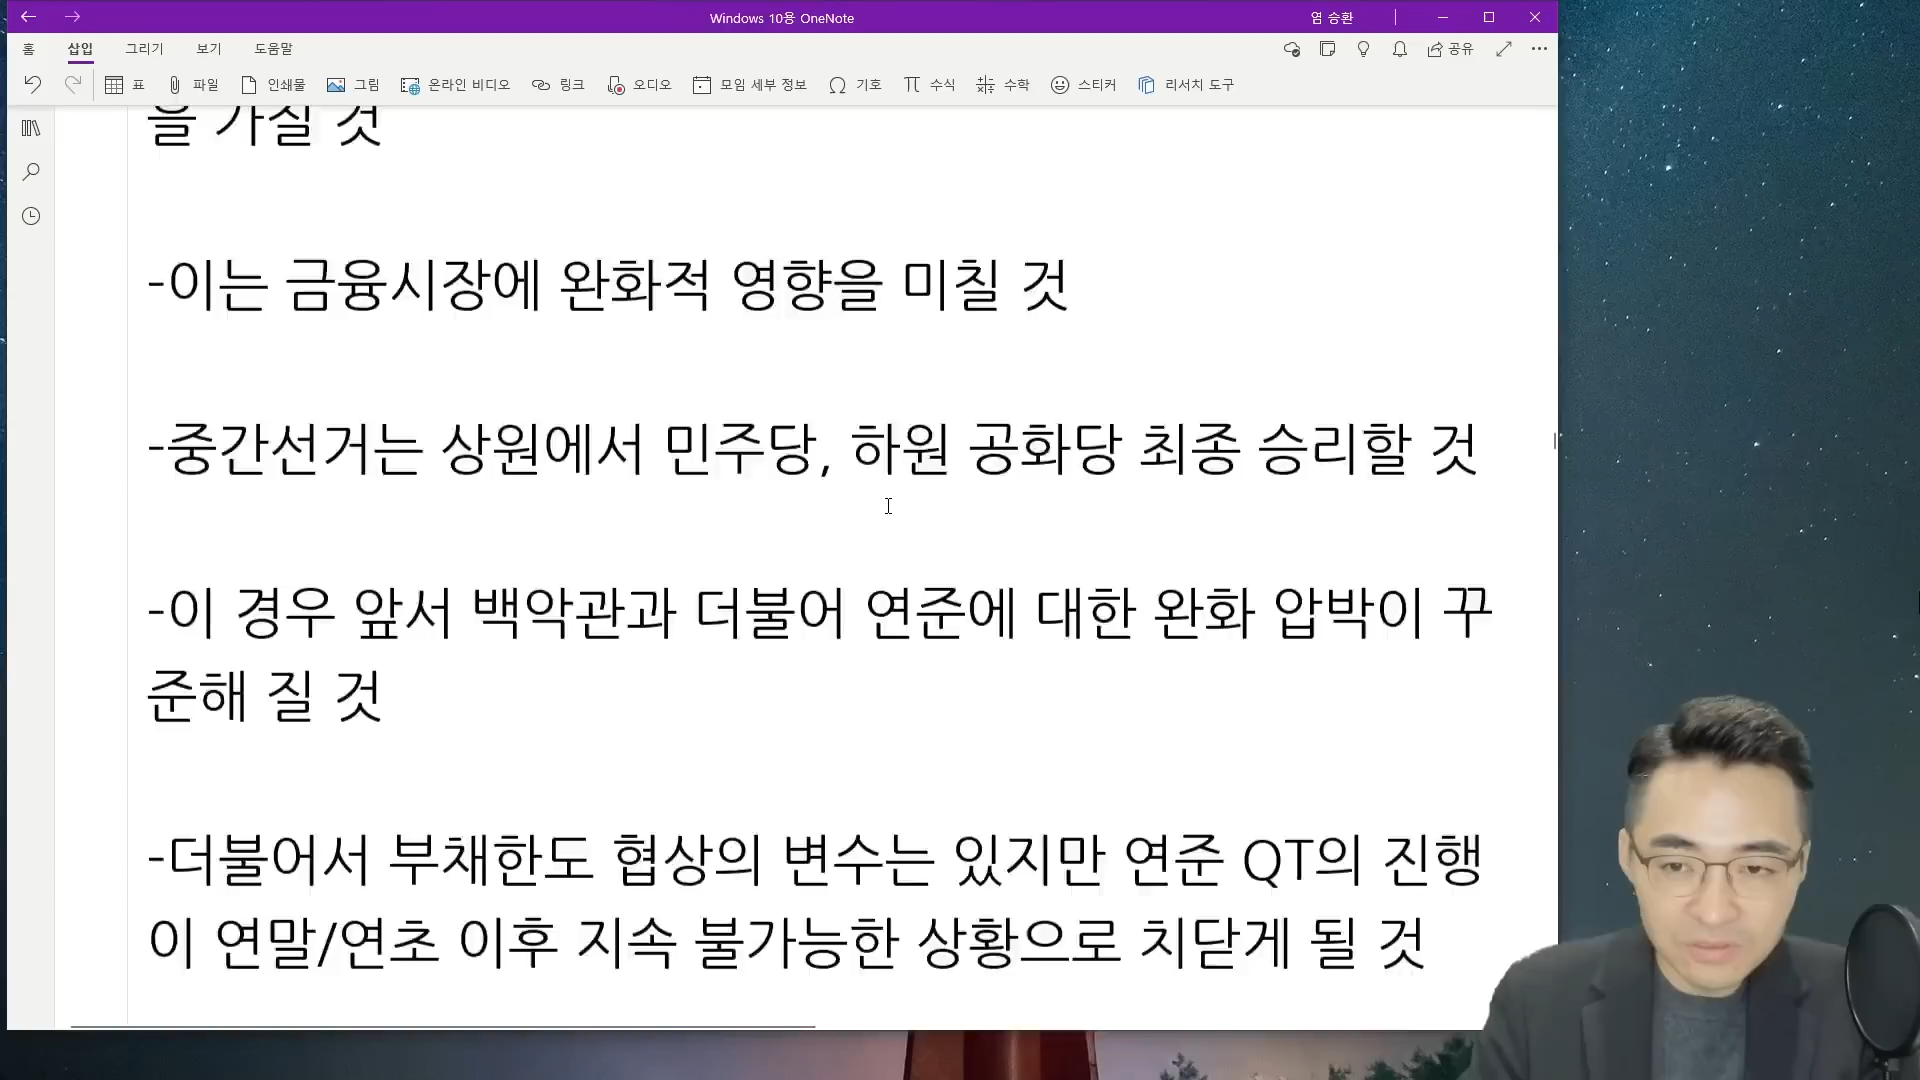 Windows 10용 OneNote
염 승환
홈 삽입 그리기 보기 도움말
공유
표 파일 인쇄물 그림 온라인 비디오 링크 오디오 모임 세부 정보 기호 수식 수학 스티커 리서치 도구
을 가질 것
-이는 금융시장에 완화적 영향을 미칠 것
-중간선거는 상원에서 민주당, 하원 공화당 최종 승리할 것
-이 경우 앞서 백악관과 더불어 연준에 대한 완화 압박이 꾸
준해 질 것
-더불어서 부채한도 협상의 변수는 있지만 연준 QT의 진행
이 연말/연초 이후 지속 불가능한 상황으로 치닫게 될 것